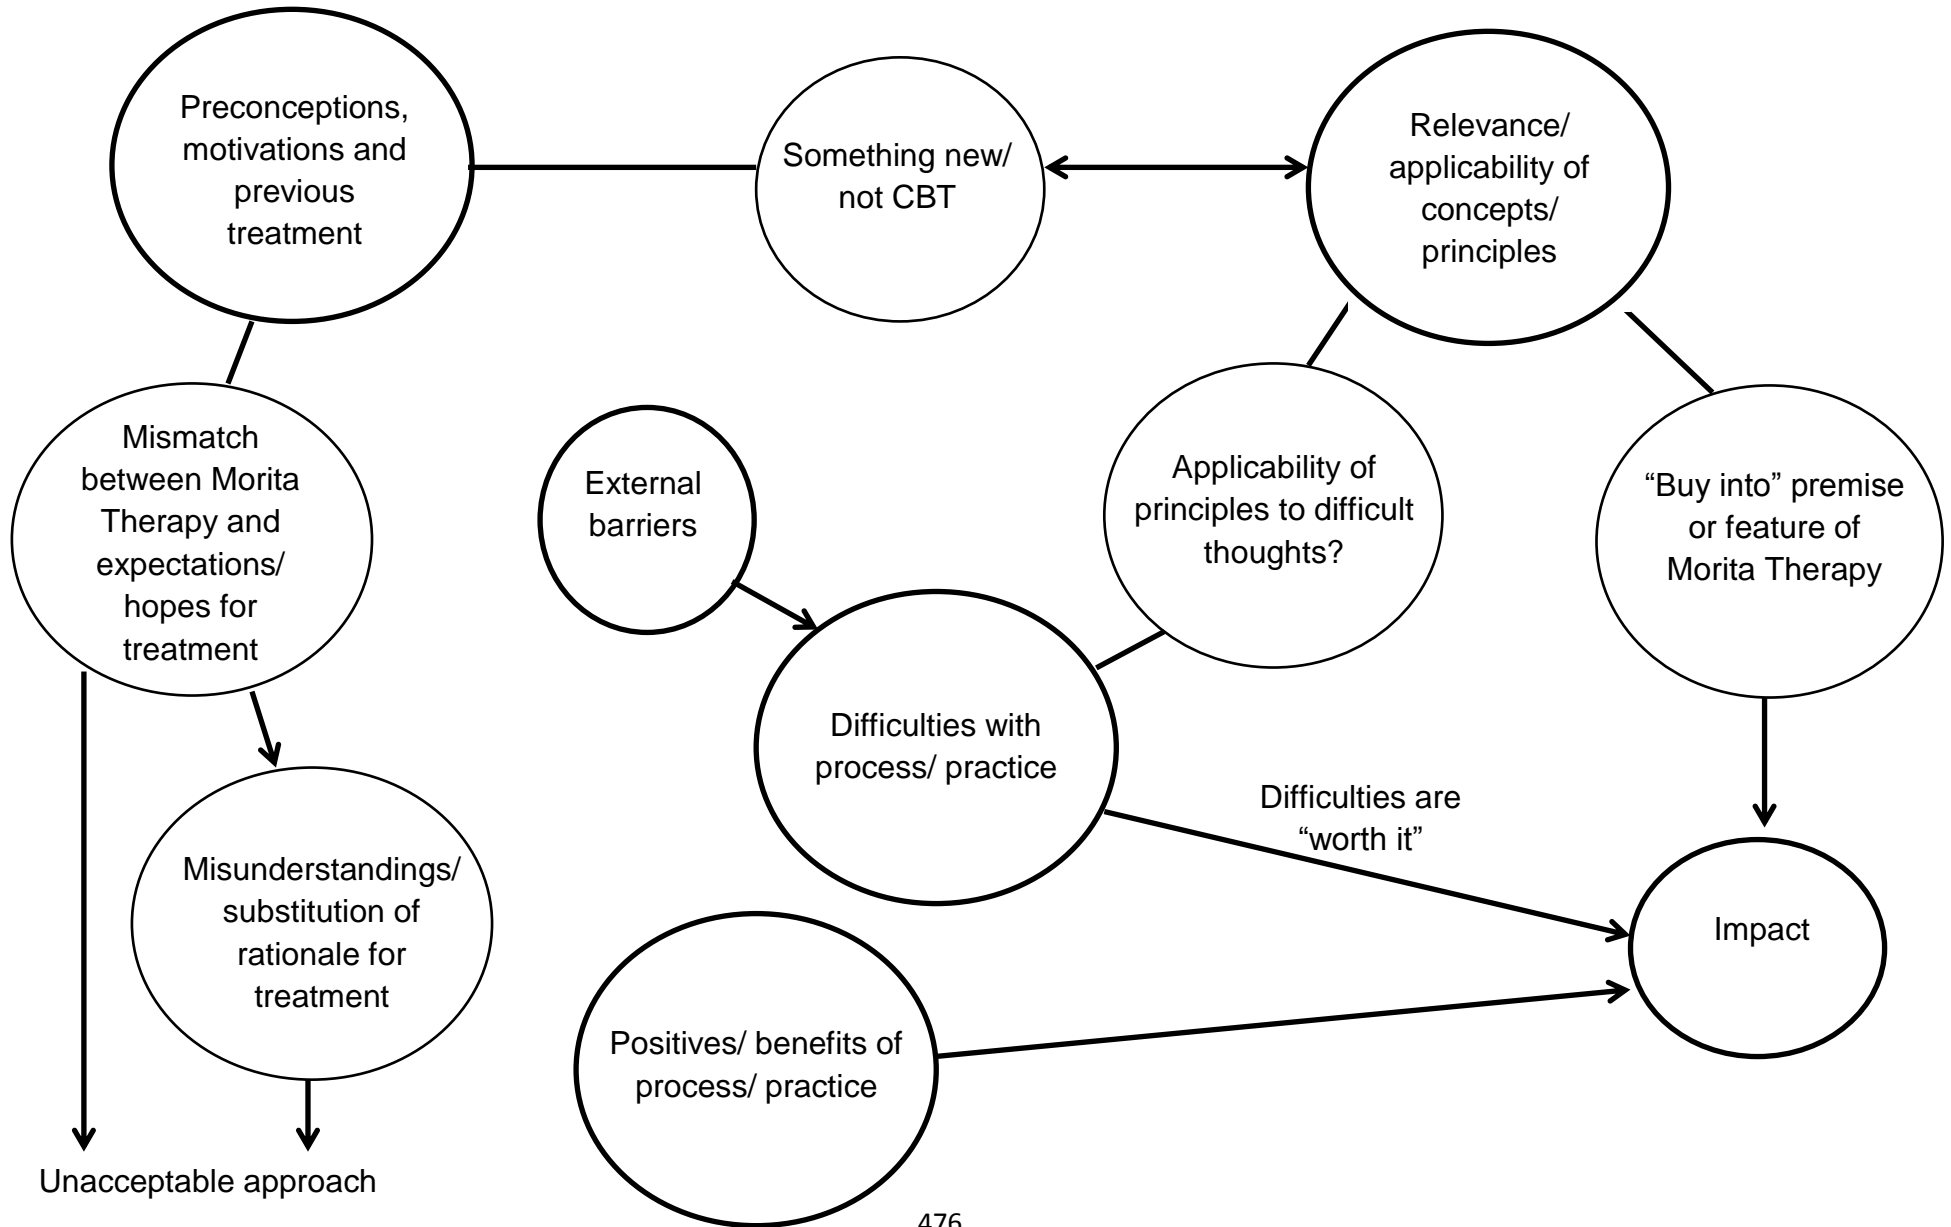 Preconceptions,
motivations and
previous
treatment
Something new/
not CBT
Relevance/
applicability of
concepts/
principles
Mismatch
between Morita
Therapy and
expectations/
hopes for
treatment
External
barriers
Applicability of
principles to difficult
thoughts?
“Buy into” premise
or feature of
Morita Therapy
Difficulties with
process/ practice
Difficulties are
“worth it”
Misunderstandings/
substitution of
rationale for
treatment
Impact
Positives/ benefits of
process/ practice
Unacceptable approach
476